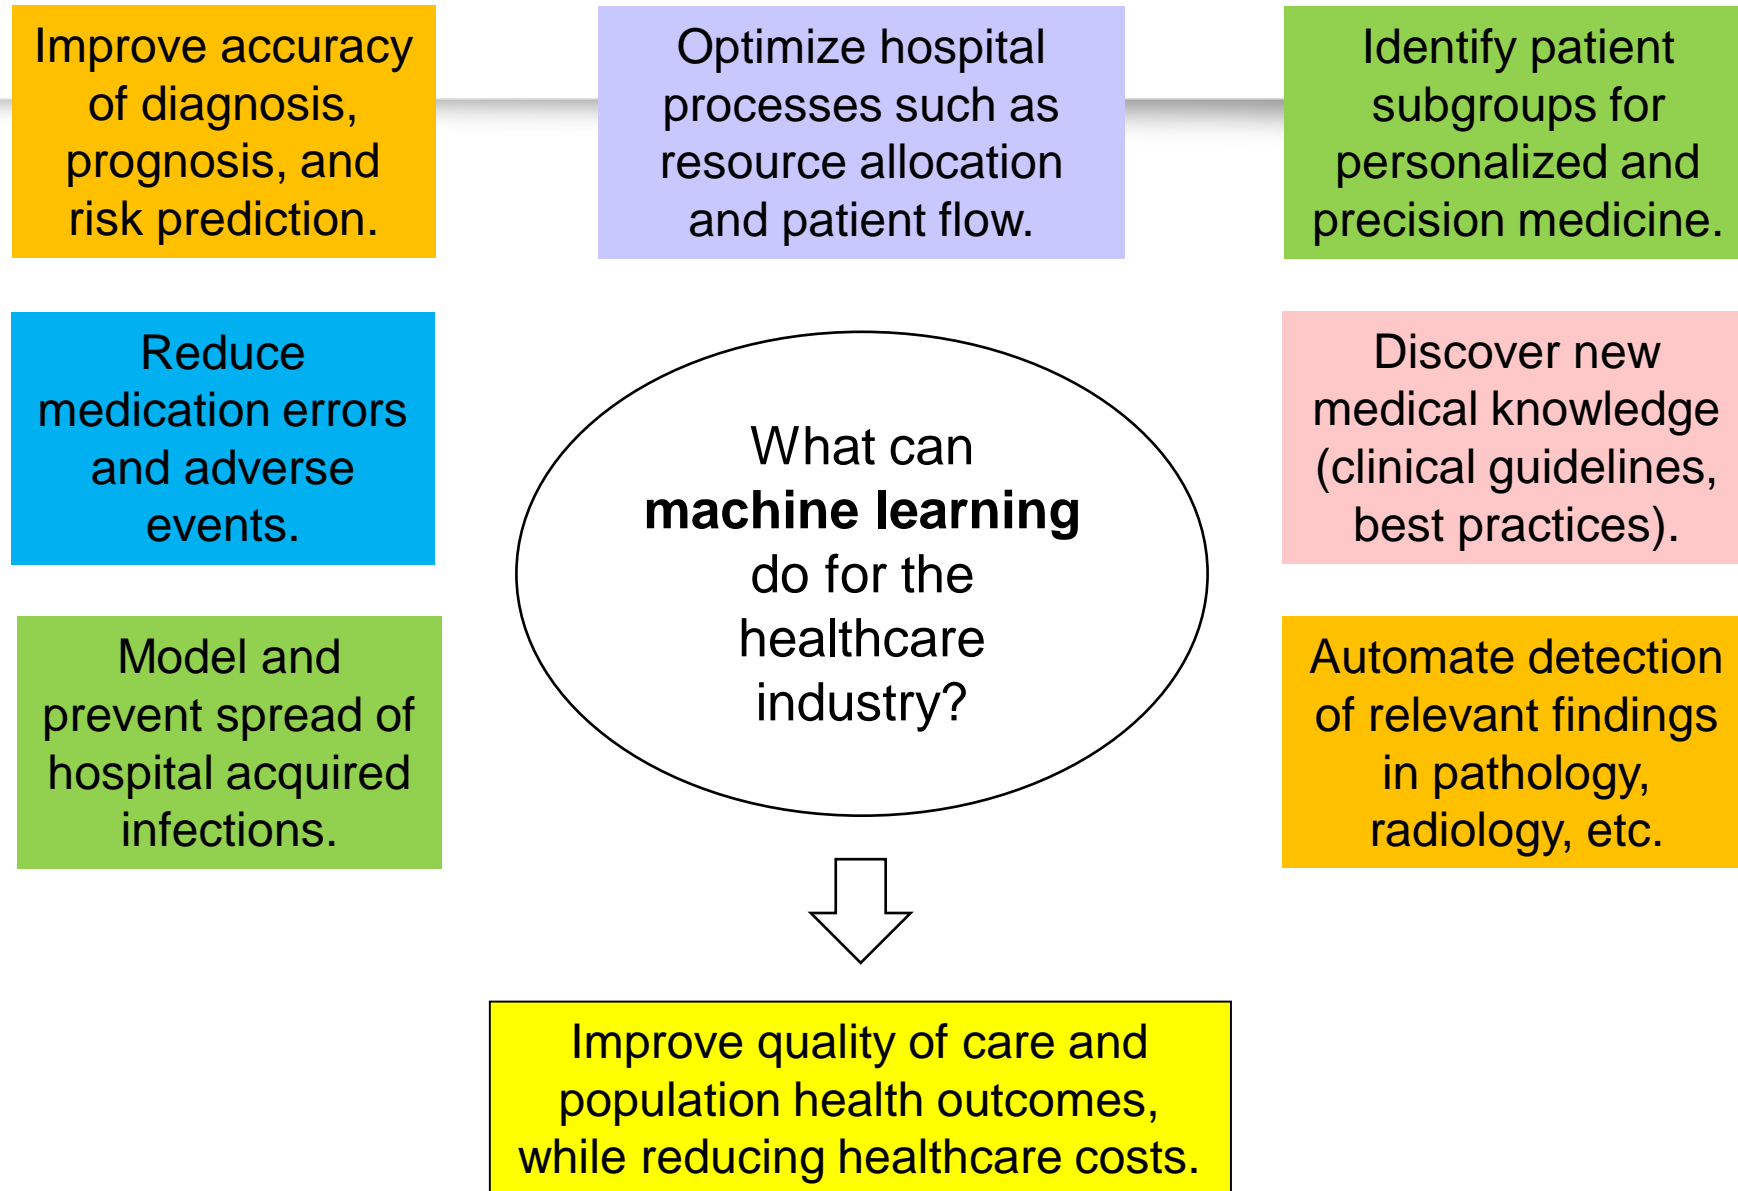 Improve accuracy
of diagnosis,
prognosis, and
risk prediction.
Optimize hospital
processes such as
resource allocation
and patient flow.
Identify patient
subgroups for
personalized and
precision medicine.
Reduce
medication errors
and adverse
events.
What can
machine learning
do for the
healthcare
industry?
Discover new
medical knowledge
(clinical guidelines,
best practices).
Model and
prevent spread of
hospital acquired
infections.
Automate detection
of relevant findings
in pathology,
radiology, etc.
Improve quality of care and
population health outcomes,
while reducing healthcare costs.